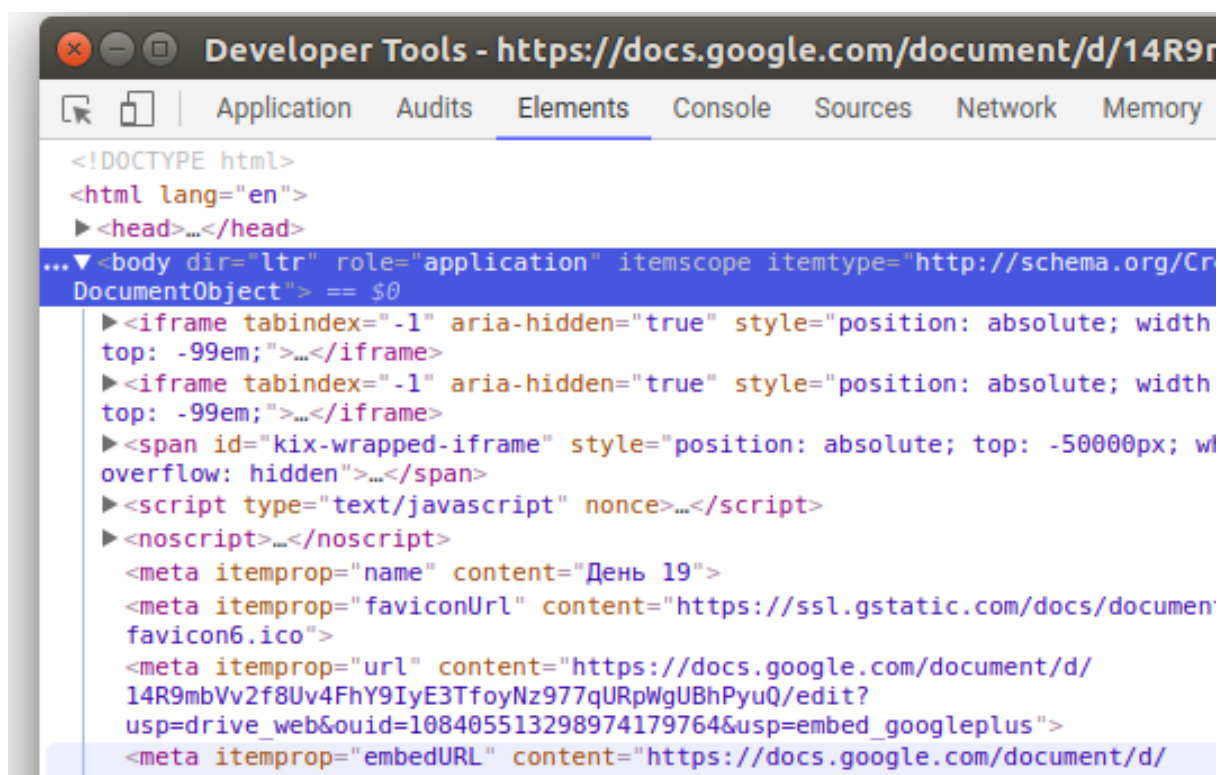 Developer Tools - https://docs.google.com/document/d/14R9
Application Audits Elements Console Sources Network Memory
<!DOCTYPE html>
<html lang="en">
▶<head>…</head>
…▼<body dir="ltr" role="application" itemscope itemtype="http://schema.org/Cre
DocumentObject"> == $0
▶<iframe tabindex="-1" aria-hidden="true" style="position: absolute; width
top: -99em;">…</iframe>
▶<iframe tabindex="-1" aria-hidden="true" style="position: absolute; width
top: -99em;">…</iframe>
▶<span id="kix-wrapped-iframe" style="position: absolute; top: -50000px; wh
overflow: hidden">…</span>
▶<script type="text/javascript" nonce>…</script>
▶<noscript>…</noscript>
<meta itemprop="name" content="День 19">
<meta itemprop="faviconUrl" content="https://ssl.gstatic.com/docs/document
favicon6.ico">
<meta itemprop="url" content="https://docs.google.com/document/d/
14R9mbVv2f8Uv4FhY9IyE3TfoyNz977qURpWgUBhPyuQ/edit?
usp=drive_web&ouid=108405513298974179764&usp=embed_googleplus">
<meta itemprop="embedURL" content="https://docs.google.com/document/d/